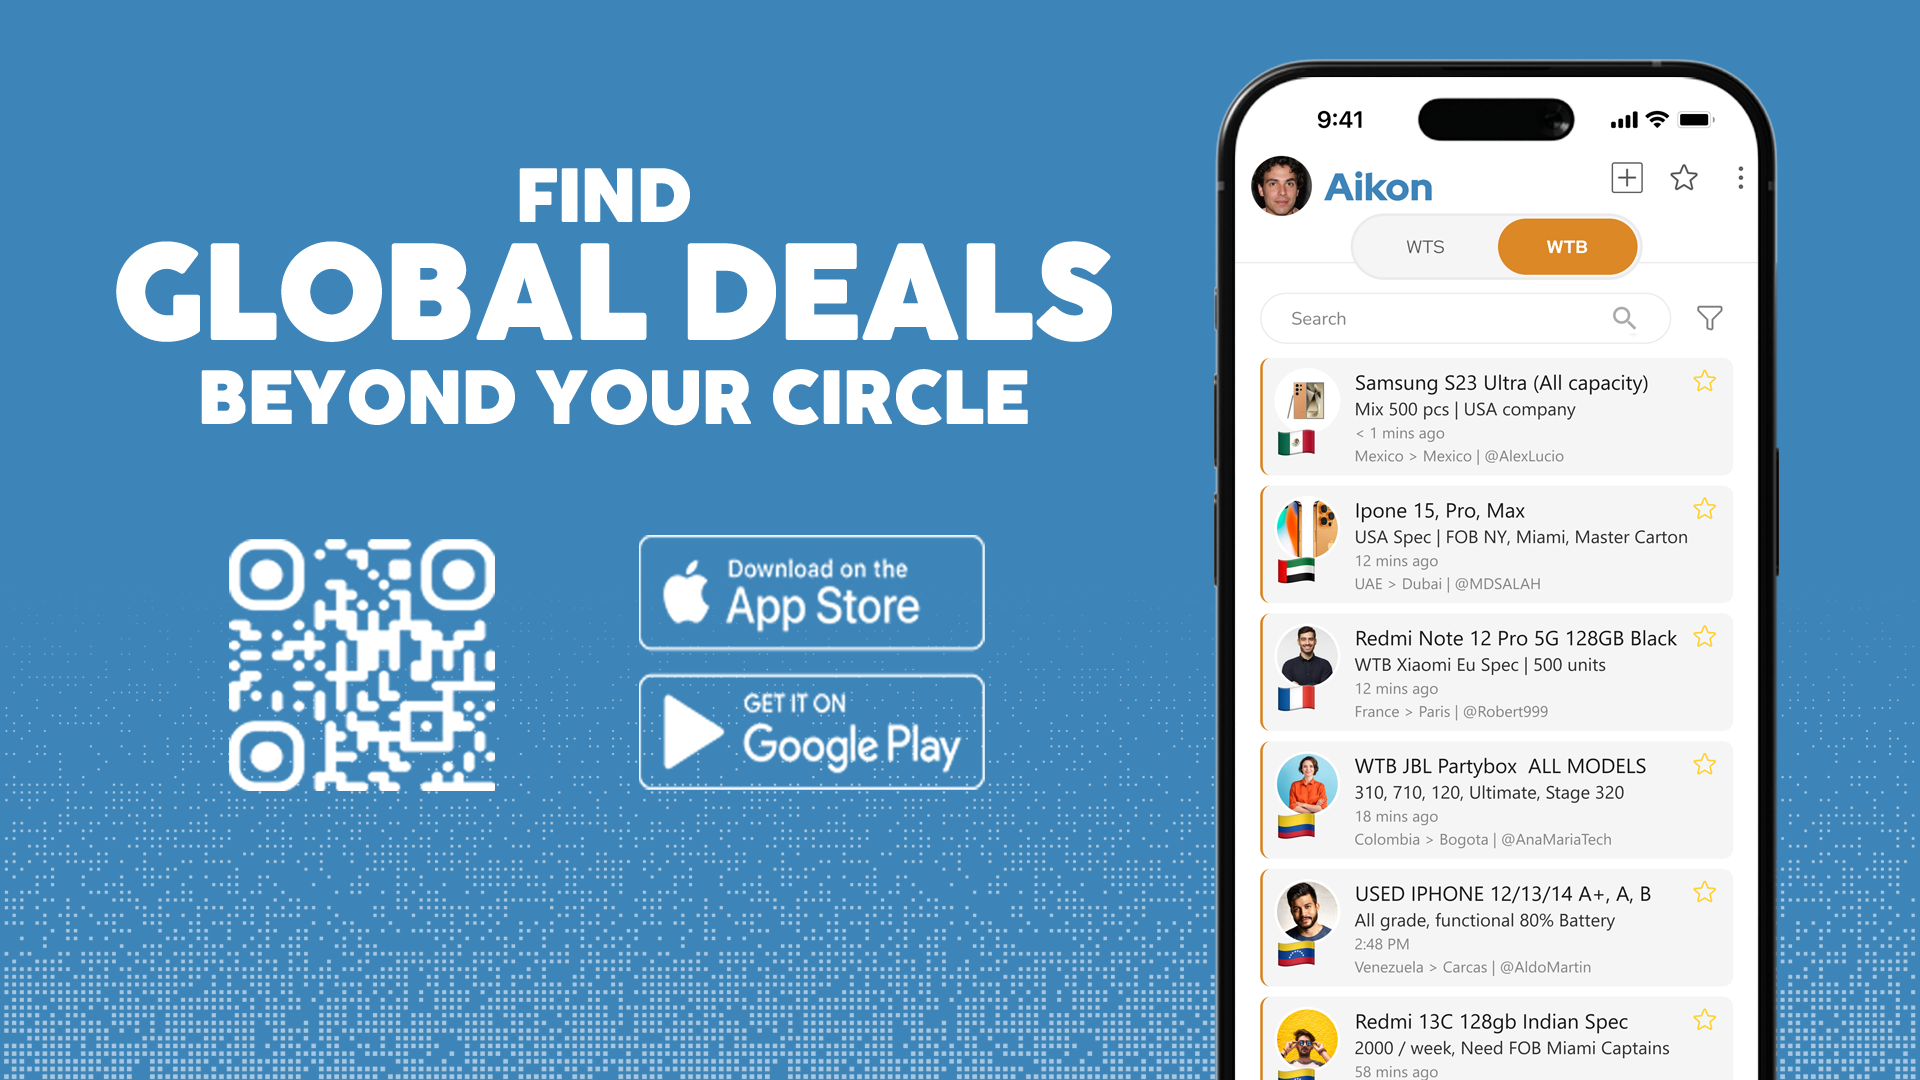 FIND
GLOBAL DEALS
BEYOND YOUR CIRCLE
Download on the
App Store
GET IT ON
Google Play
9:41
Aikon
WTS
WTB
Search
Samsung S23 Ultra (All capacity)
Mix 500 pcs | USA company
< 1 mins ago
Mexico > Mexico | @AlexLucio
Ipone 15, Pro, Max
USA Spec | FOB NY, Miami, Master Carton
12 mins ago
UAE > Dubai | @MDSALAH
Redmi Note 12 Pro 5G 128GB Black
WTB Xiaomi Eu Spec | 500 units
12 mins ago
France > Paris | @Robert999
WTB JBL Partybox  ALL MODELS
310, 710, 120, Ultimate, Stage 320
18 mins ago
Colombia > Bogota | @AnaMariaTech
USED IPHONE 12/13/14 A+, A, B
All grade, functional 80% Battery
2:48 PM
Venezuela > Carcas | @AldoMartin
Redmi 13C 128gb Indian Spec
2000 / week, Need FOB Miami Captains
58 mins ago